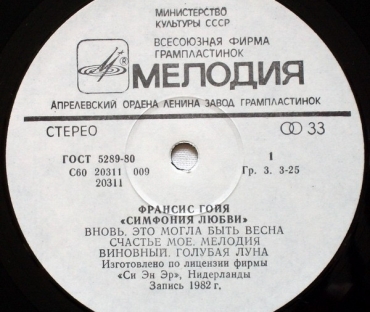 МИНИСТЕРСТВО
КУЛЬТУРЫ СССР
ВСЕСОЮЗНАЯ ФИРМА
ГРАМПЛАСТИНОК
МЕЛОДИЯ
АПРЕЛЕВСКИЙ ОРДЕНА ЛЕНИНА ЗАВОД ГРАМПЛАСТИНОК
СТЕРЕО
33
ГОСТ 5289-80
1
С60 20311 009
Гр. 3. 3-25
20311
ФРАНСИС ГОЙЯ
«СИМФОНИЯ ЛЮБВИ»
ВНОВЬ. ЭТО МОГЛА БЫТЬ ВЕСНА
СЧАСТЬЕ МОЕ. МЕЛОДИЯ
ВИНОВНЫЙ. ГОЛУБАЯ ЛУНА
Изготовлено по лицензии фирмы
«Си Эн Эр», Нидерланды
Запись 1982 г.